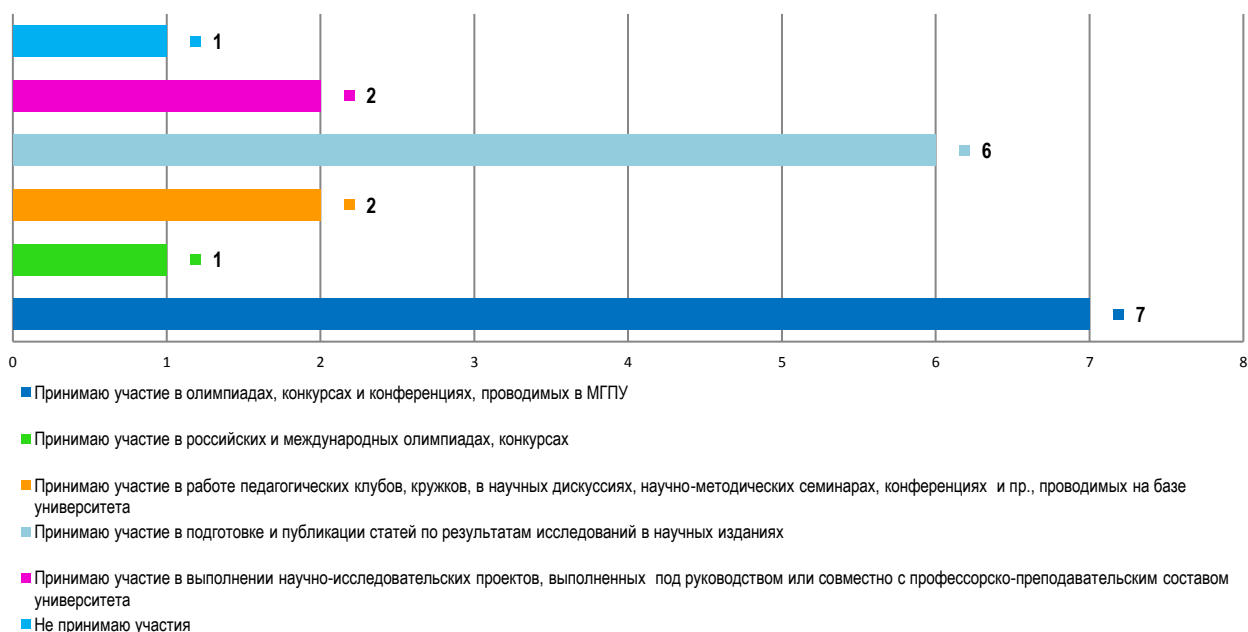 1
2
6
2
1
7
0 1 2 3 4 5 6 7 8
Принимаю участие в олимпиадах, конкурсах и конференциях, проводимых в МГПУ
Принимаю участие в российских и международных олимпиадах, конкурсах
Принимаю участие в работе педагогических клубов, кружков, в научных дискуссиях, научно-методических семинарах, конференциях и пр., проводимых на базе
университета
Принимаю участие в подготовке и публикации статей по результатам исследований в научных изданиях
Принимаю участие в выполнении научно-исследовательских проектов, выполненных под руководством или совместно с профессорско-преподавательским составом
университета
Не принимаю участия